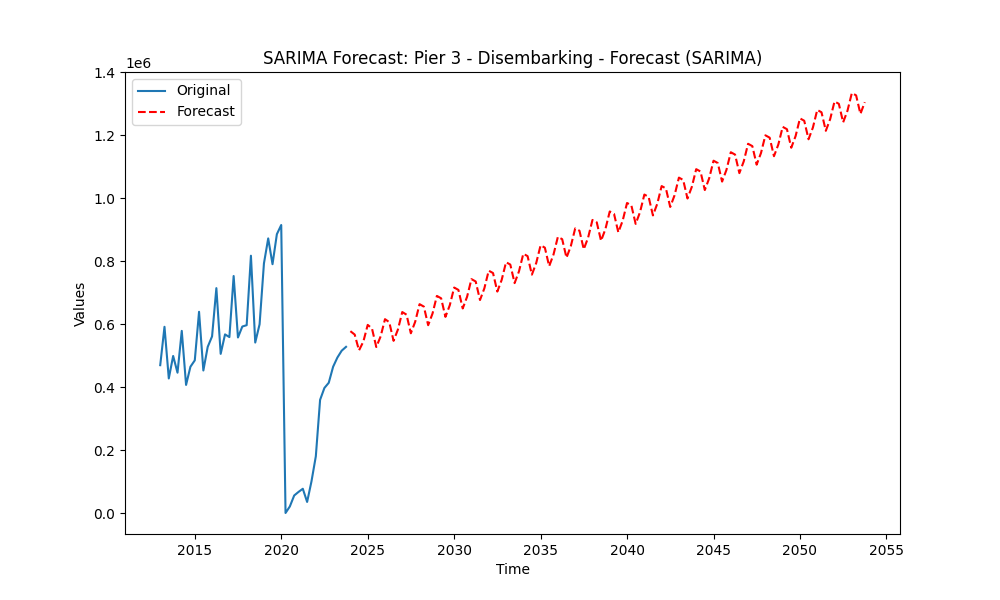 SARIMA Forecast: Pier 3 - Disembarking - Forecast (SARIMA)
1e6
Original
Forecast
1.4
1.2
1.0
0.8
0.6
0.4
0.2
0.0
Values
2015 2020 2025 2030 2035 2040 2045 2050 2055
Time